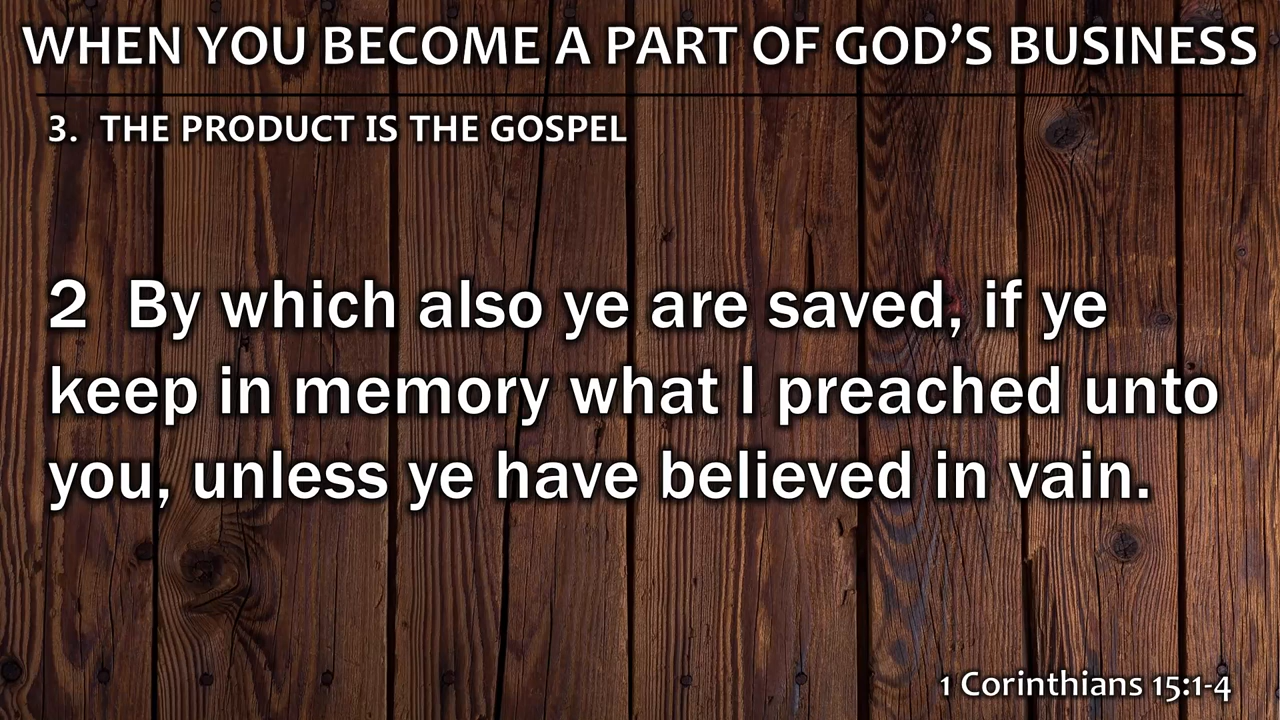 WHEN YOU BECOME A PART OF GOD’S BUSINESS
3. THE PRODUCT IS THE GOSPEL
2 By which also ye are saved, if ye
keep in memory what I preached unto
you, unless ye have believed in vain.
1 Corinthians 15:1-4